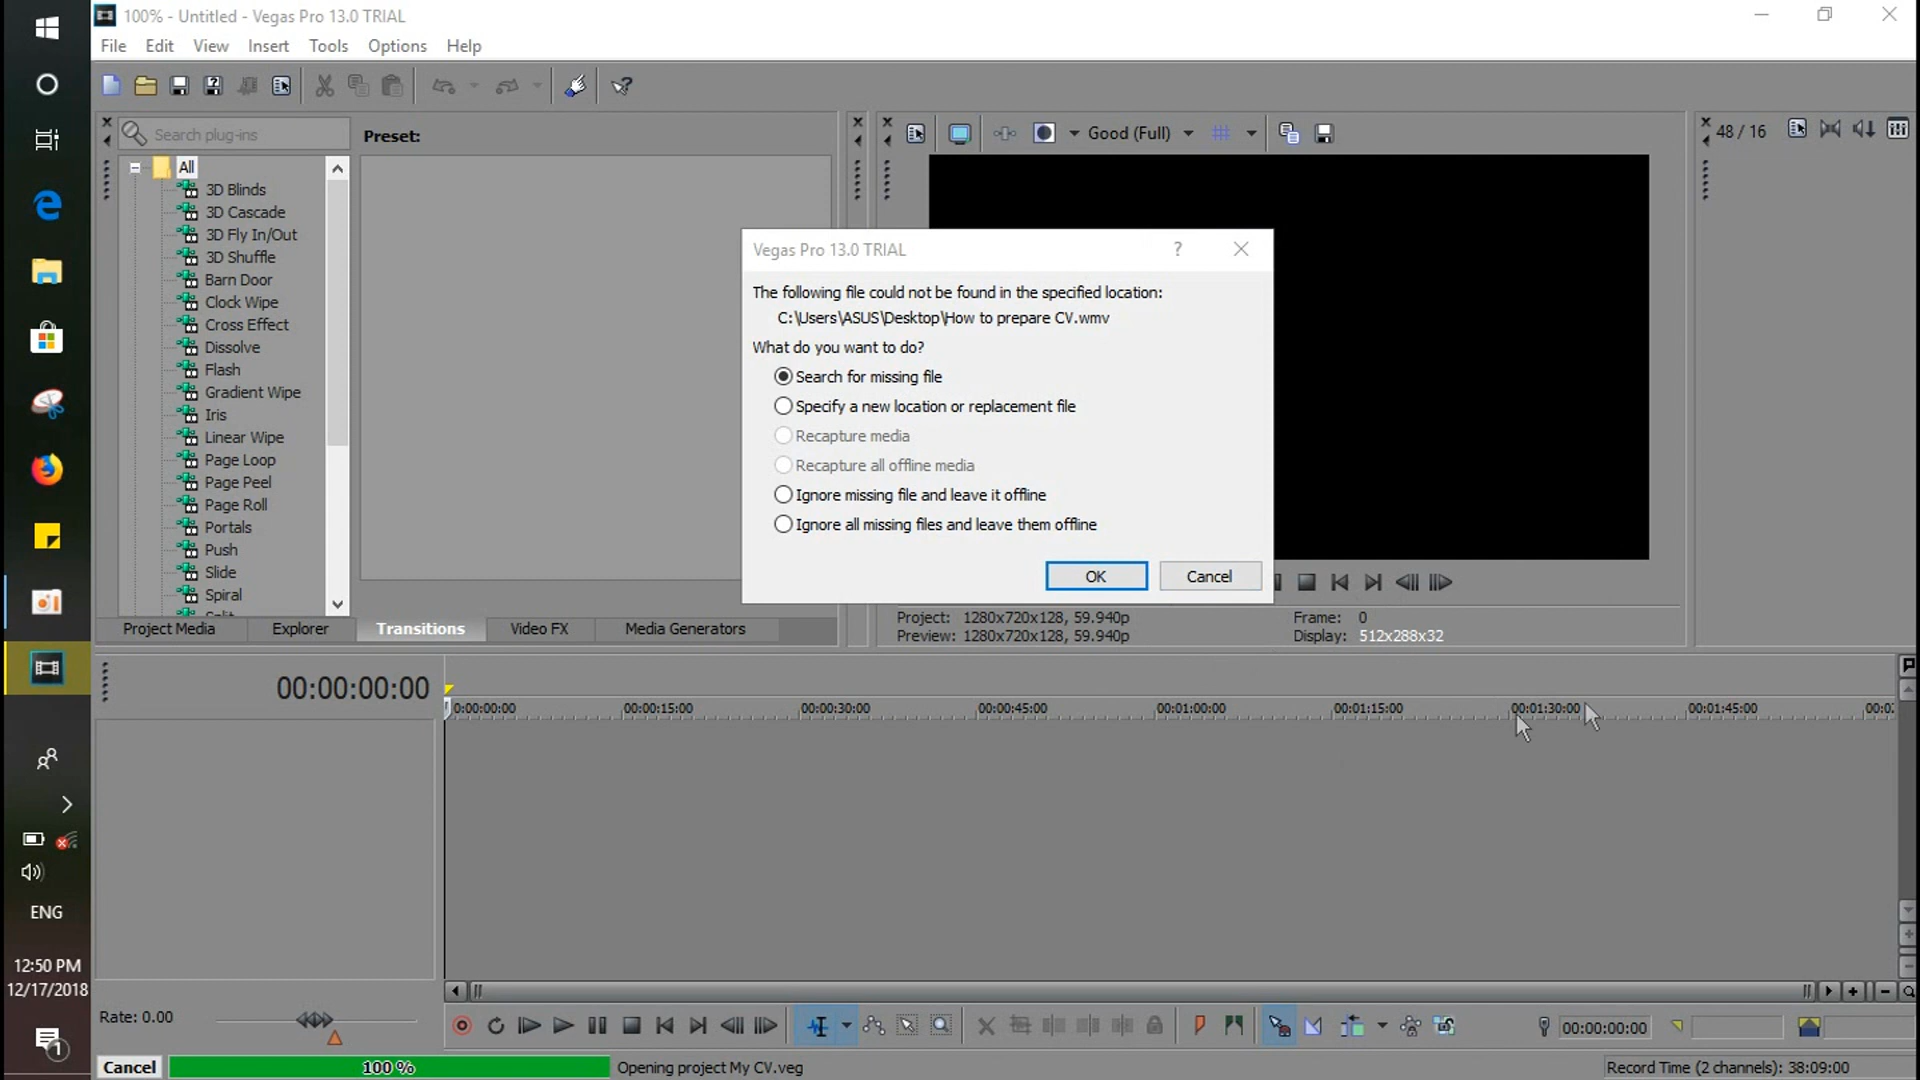 100% - Untitled - Vegas Pro 13.0 TRIAL
File Edit View Insert Tools Options Help
Search plug-ins
Preset:
Good (Full)
48 / 16
All
3D Blinds
3D Cascade
3D Fly In/Out
3D Shuffle
Barn Door
Clock Wipe
Cross Effect
Dissolve
Flash
Gradient Wipe
Iris
Linear Wipe
Page Loop
Page Peel
Page Roll
Portals
Push
Slide
Spiral
Project Media Explorer Transitions Video FX Media Generators
Vegas Pro 13.0 TRIAL
The following file could not be found in the specified location:
C:\Users\ASUS\Desktop\How to prepare CV.wmv
What do you want to do?
Search for missing file
Specify a new location or replacement file
Recapture media
Recapture all offline media
Ignore missing file and leave it offline
Ignore all missing files and leave them offline
OK Cancel
Project: 1280x720x128, 59.940p Frame: 0
Preview: 1280x720x128, 59.940p Display: 512x288x32
00:00:00:00
0:00:00:00 00:00:15:00 00:00:30:00 00:00:45:00 00:01:00:00 00:01:15:00 00:01:30:00 00:01:45:00 00:0
ENG
12:50 PM
12/17/2018
1
Rate: 0.00
00:00:00:00
Cancel 100 % Opening project My CV.veg Record Time (2 channels): 38:09:00